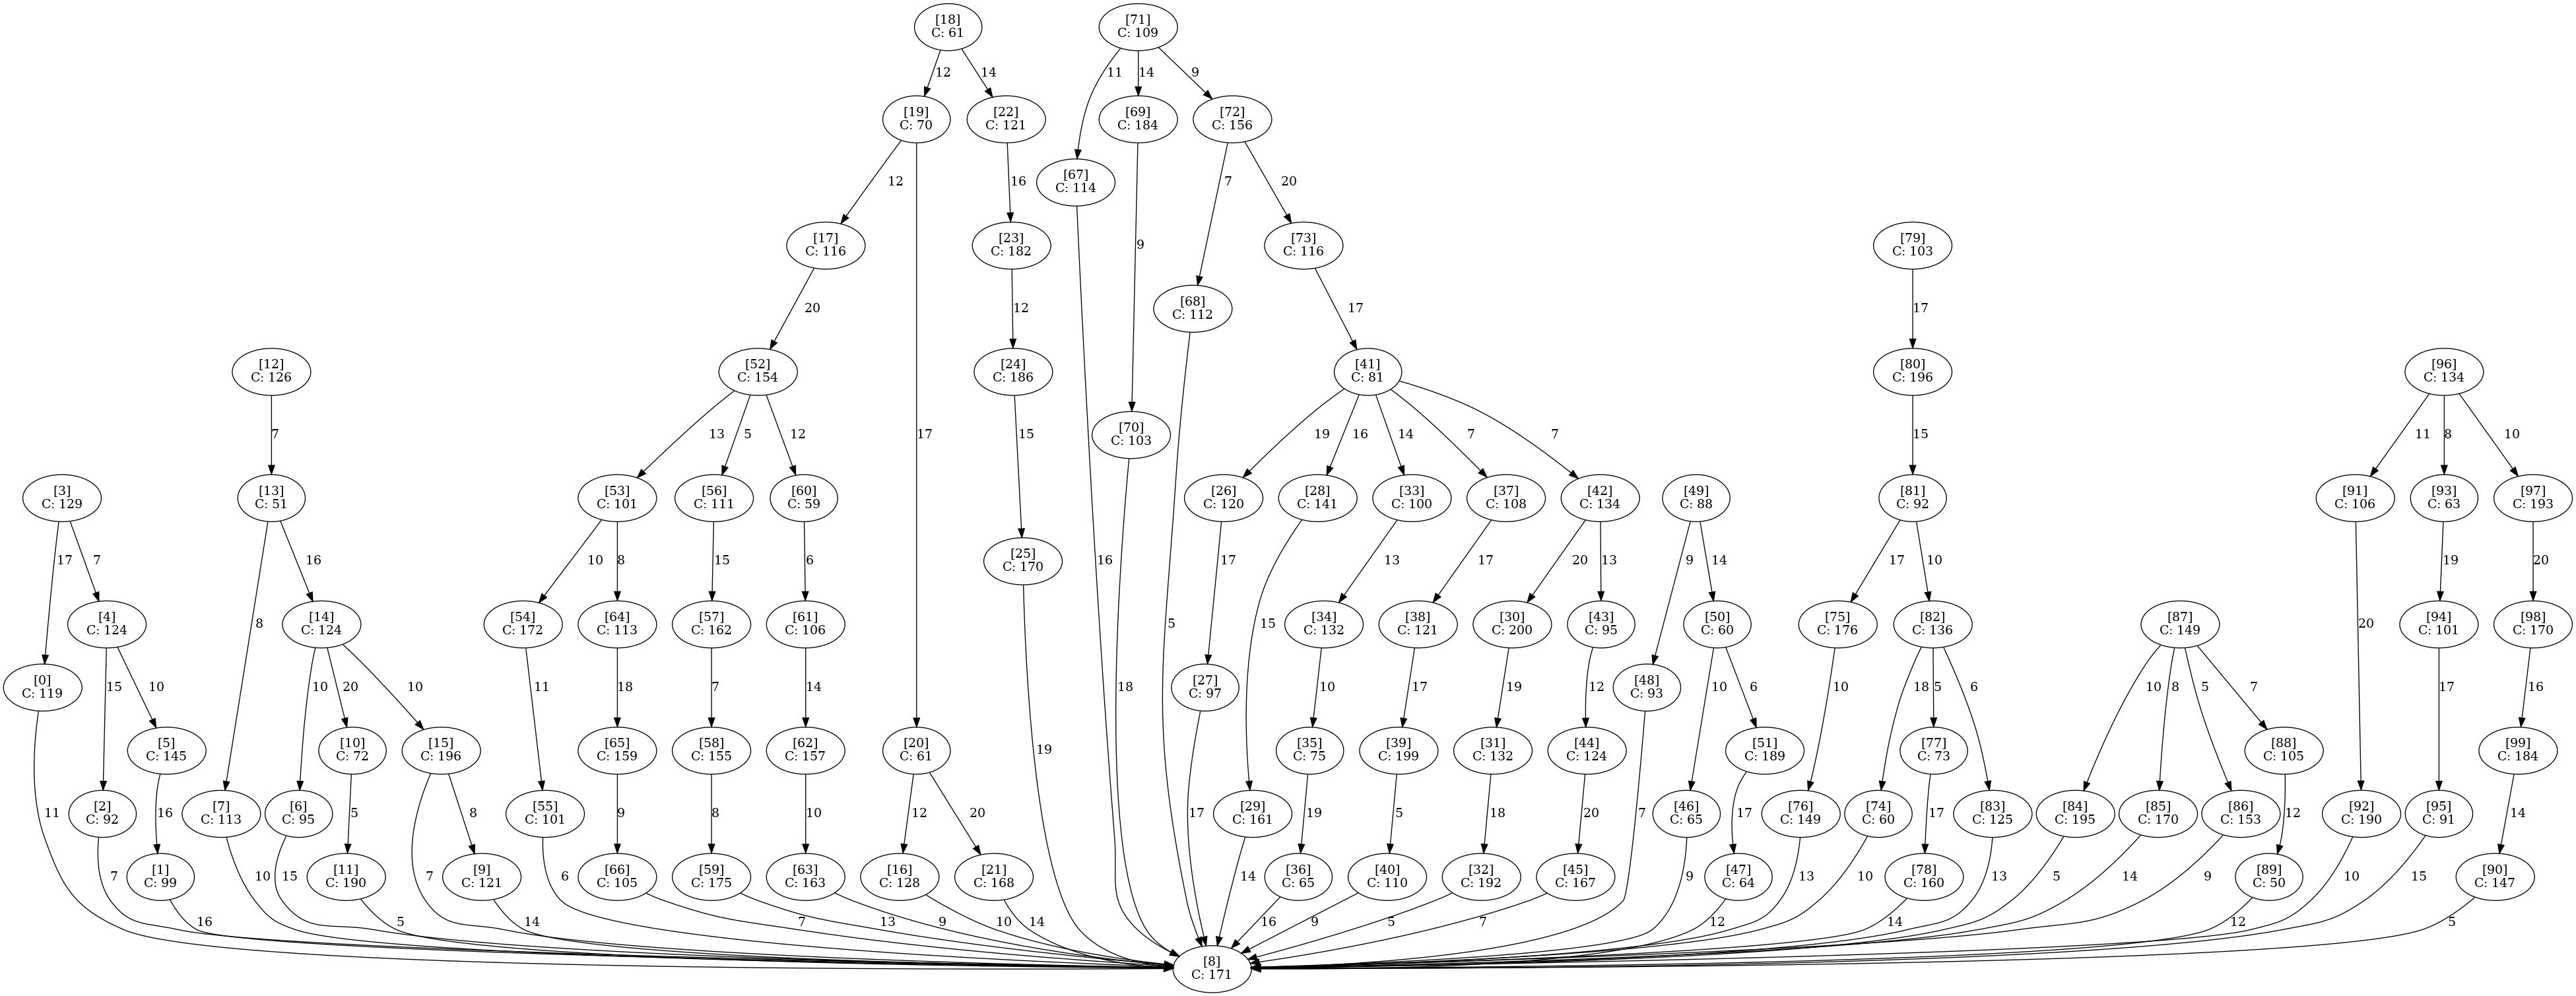 [18]
C: 61
[71]
C: 109
12
14
11
14
9
[19]
C: 70
[22]
C: 121
[69]
C: 184
[72]
C: 156
[67]
C: 114
12
16
7
20
[17]
C: 116
17
[23]
C: 182
9
[73]
C: 116
[79]
C: 103
20
12
[68]
C: 112
17
17
[12]
C: 126
[52]
C: 154
[24]
C: 186
[41]
C: 81
[80]
C: 196
[96]
C: 134
7
13
5
12
15
[70]
C: 103
19
16
14
7
7
15
11
8
10
[3]
C: 129
[13]
C: 51
[53]
C: 101
[56]
C: 111
[60]
C: 59
[26]
C: 120
[28]
C: 141
[33]
C: 100
[37]
C: 108
[42]
C: 134
[49]
C: 88
[81]
C: 92
[91]
C: 106
[93]
C: 63
[97]
C: 193
17
7
16
10
8
15
6
[25]
C: 170
16
17
13
17
20
13
9
14
17
10
19
20
[4]
C: 124
8
[14]
C: 124
[54]
C: 172
[64]
C: 113
[57]
C: 162
[61]
C: 106
5
15
[34]
C: 132
[38]
C: 121
[30]
C: 200
[43]
C: 95
[50]
C: 60
[75]
C: 176
[82]
C: 136
[87]
C: 149
20
[94]
C: 101
[98]
C: 170
[0]
C: 119
15
10
10
20
10
11
18
7
14
18
[27]
C: 97
10
17
19
12
[48]
C: 93
10
6
10
18
5
6
10
8
5
7
17
16
[5]
C: 145
[10]
C: 72
[15]
C: 196
[65]
C: 159
[58]
C: 155
[62]
C: 157
[20]
C: 61
19
[35]
C: 75
[39]
C: 199
[31]
C: 132
[44]
C: 124
[51]
C: 189
[77]
C: 73
[88]
C: 105
[99]
C: 184
11
[2]
C: 92
16
[7]
C: 113
[6]
C: 95
5
8
[55]
C: 101
9
8
10
12
20
17
[29]
C: 161
19
5
18
20
7
[46]
C: 65
17
[76]
C: 149
[74]
C: 60
17
[83]
C: 125
[84]
C: 195
[85]
C: 170
[86]
C: 153
12
[92]
C: 190
[95]
C: 91
14
7
[1]
C: 99
10
15
[11]
C: 190
7
[9]
C: 121
6
[66]
C: 105
[59]
C: 175
[63]
C: 163
[16]
C: 128
[21]
C: 168
14
[36]
C: 65
[40]
C: 110
[32]
C: 192
[45]
C: 167
9
[47]
C: 64
13
10
[78]
C: 160
13
5
14
9
[89]
C: 50
10
15
[90]
C: 147
16
5
14
7
13
9
10
14
16
9
5
7
12
14
12
5
[8]
C: 171